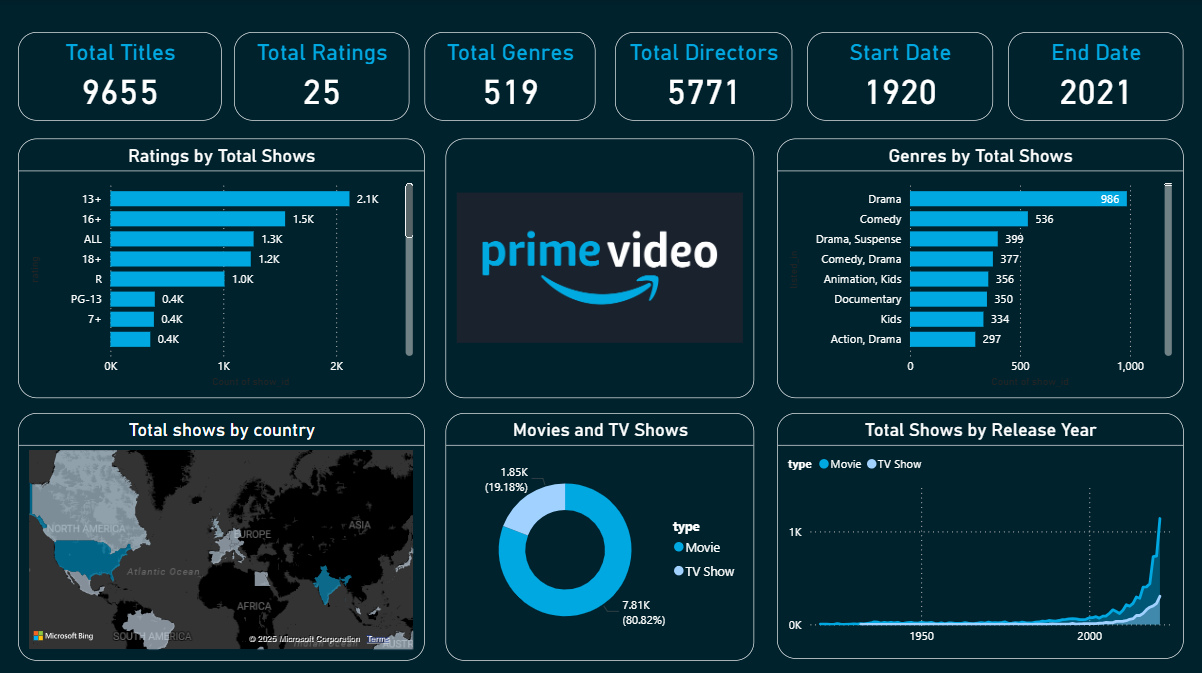 Total Titles
9655
Total Ratings
25
Total Genres
519
Total Directors
5771
Start Date
1920
End Date
2021
Ratings by Total Shows
rating
13+
2.1K
16+
1.5K
ALL
1.3K
18+
1.2K
R
1.0K
PG-13
0.4K
7+
0.4K
0.4K
0K
1K
2K
Count of show_id
prime video
Genres by Total Shows
Drama
986
Comedy
536
Drama, Suspense
399
Comedy, Drama
377
Animation, Kids
356
Documentary
350
Kids
334
Action, Drama
297
0
500
1,000
Count of show_id
Total shows by country
NORTH AMERICA
EUROPE
ASIA
Atlantic Ocean
AFRICA
SOUTH AMERICA
Indian Ocean
AUST
Microsoft Bing
© 2025 Microsoft Corporation Terms
Movies and TV Shows
1.85K
(19.18%)
7.81K
(80.82%)
type
Movie
TV Show
Total Shows by Release Year
type Movie TV Show
1K
0K
1950
2000